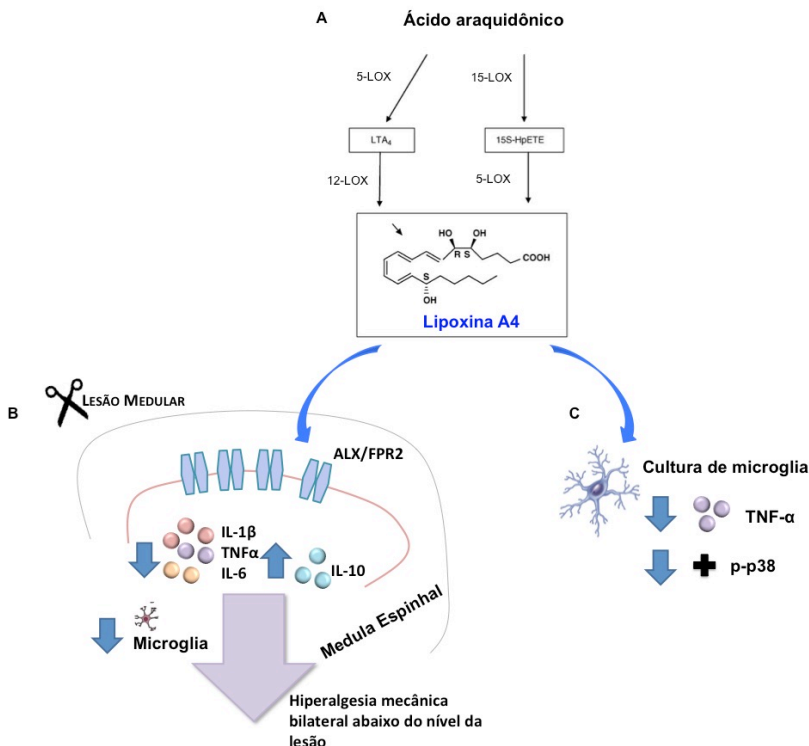 A
Ácido araquidônico
5-LOX
15-LOX
LTA₄
15S-HpETE
12-LOX
5-LOX
HO
OH
R S
COOH
S
OH
Lipoxina A4
B
LESÃO MEDULAR
ALX/FPR2
IL-1β
TNFα
IL-6
IL-10
Microglia
Medula Espinhal
Hiperalgesia mecânica
bilateral abaixo do nível da
lesão
C
Cultura de microglia
TNF-α
p-p38